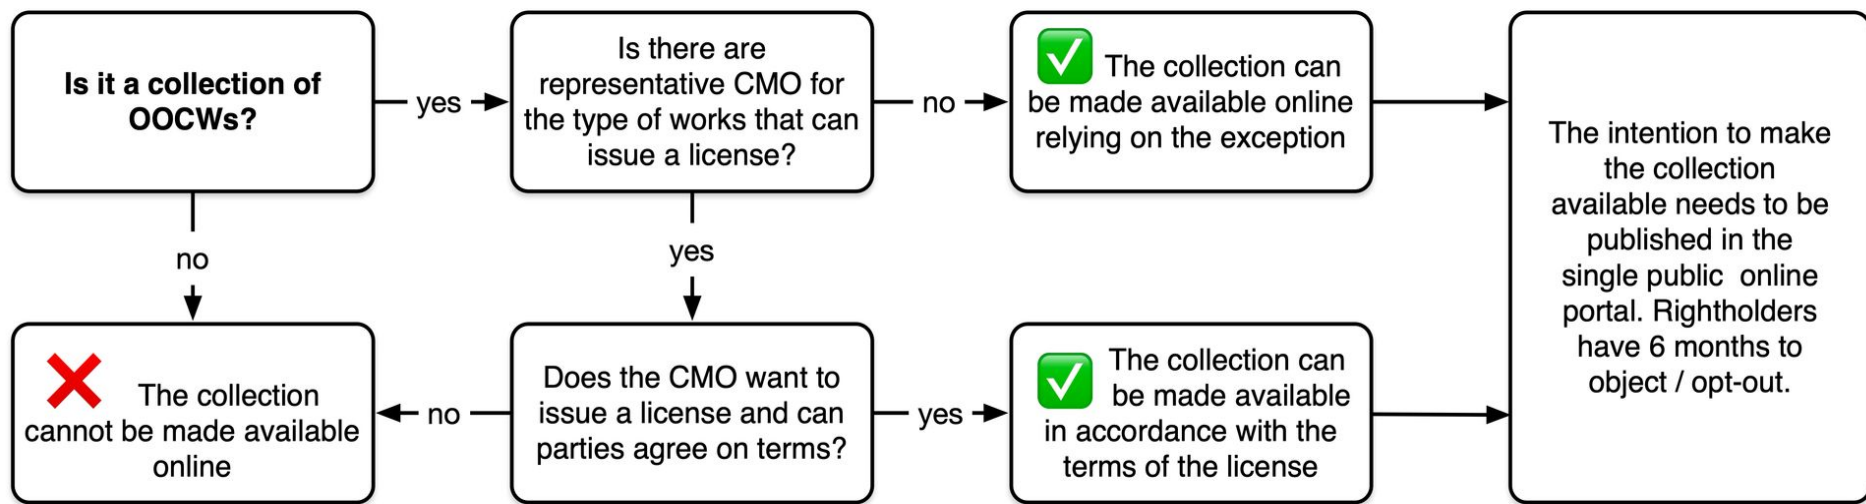 Is it a collection of
OOCWs?
yes
Is there are
representative CMO for
the type of works that can
issue a license?
no
The collection can
be made available online
relying on the exception
The intention to make
the collection
available needs to be
published in the
single public online
portal. Rightholders
have 6 months to
object / opt-out.
no
yes
The collection
cannot be made available
online
no
Does the CMO want to
issue a license and can
parties agree on terms?
yes
The collection can
be made available
in accordance with the
terms of the license